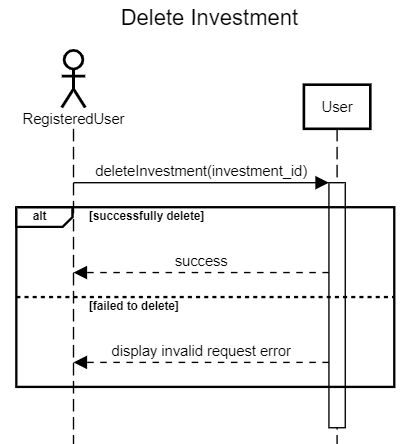 Delete Investment
RegisteredUser
User
deleteInvestment(investment_id)
alt
[successfully delete]
success
[failed to delete]
display invalid request error